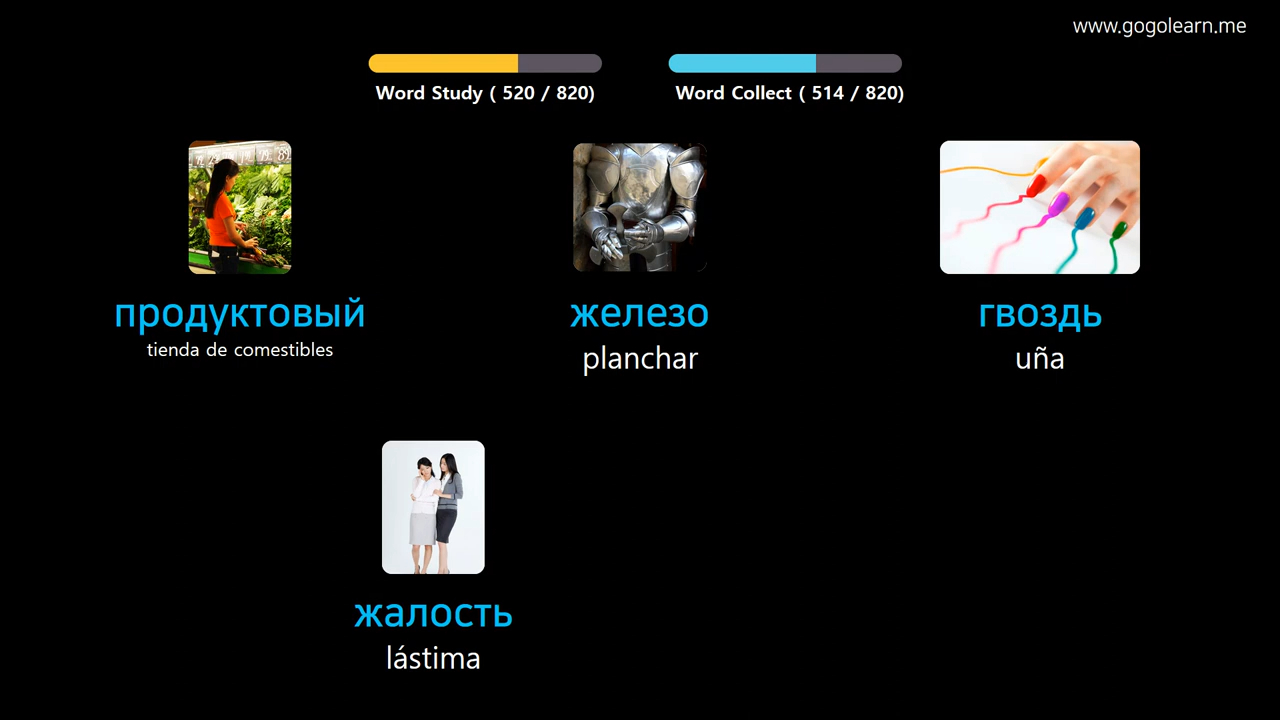 www.gogolearn.me
Word Study ( 520 / 820)
Word Collect ( 514 / 820)
продуктовый
tienda de comestibles
железо
planchar
гвоздь
uña
жалость
lástima